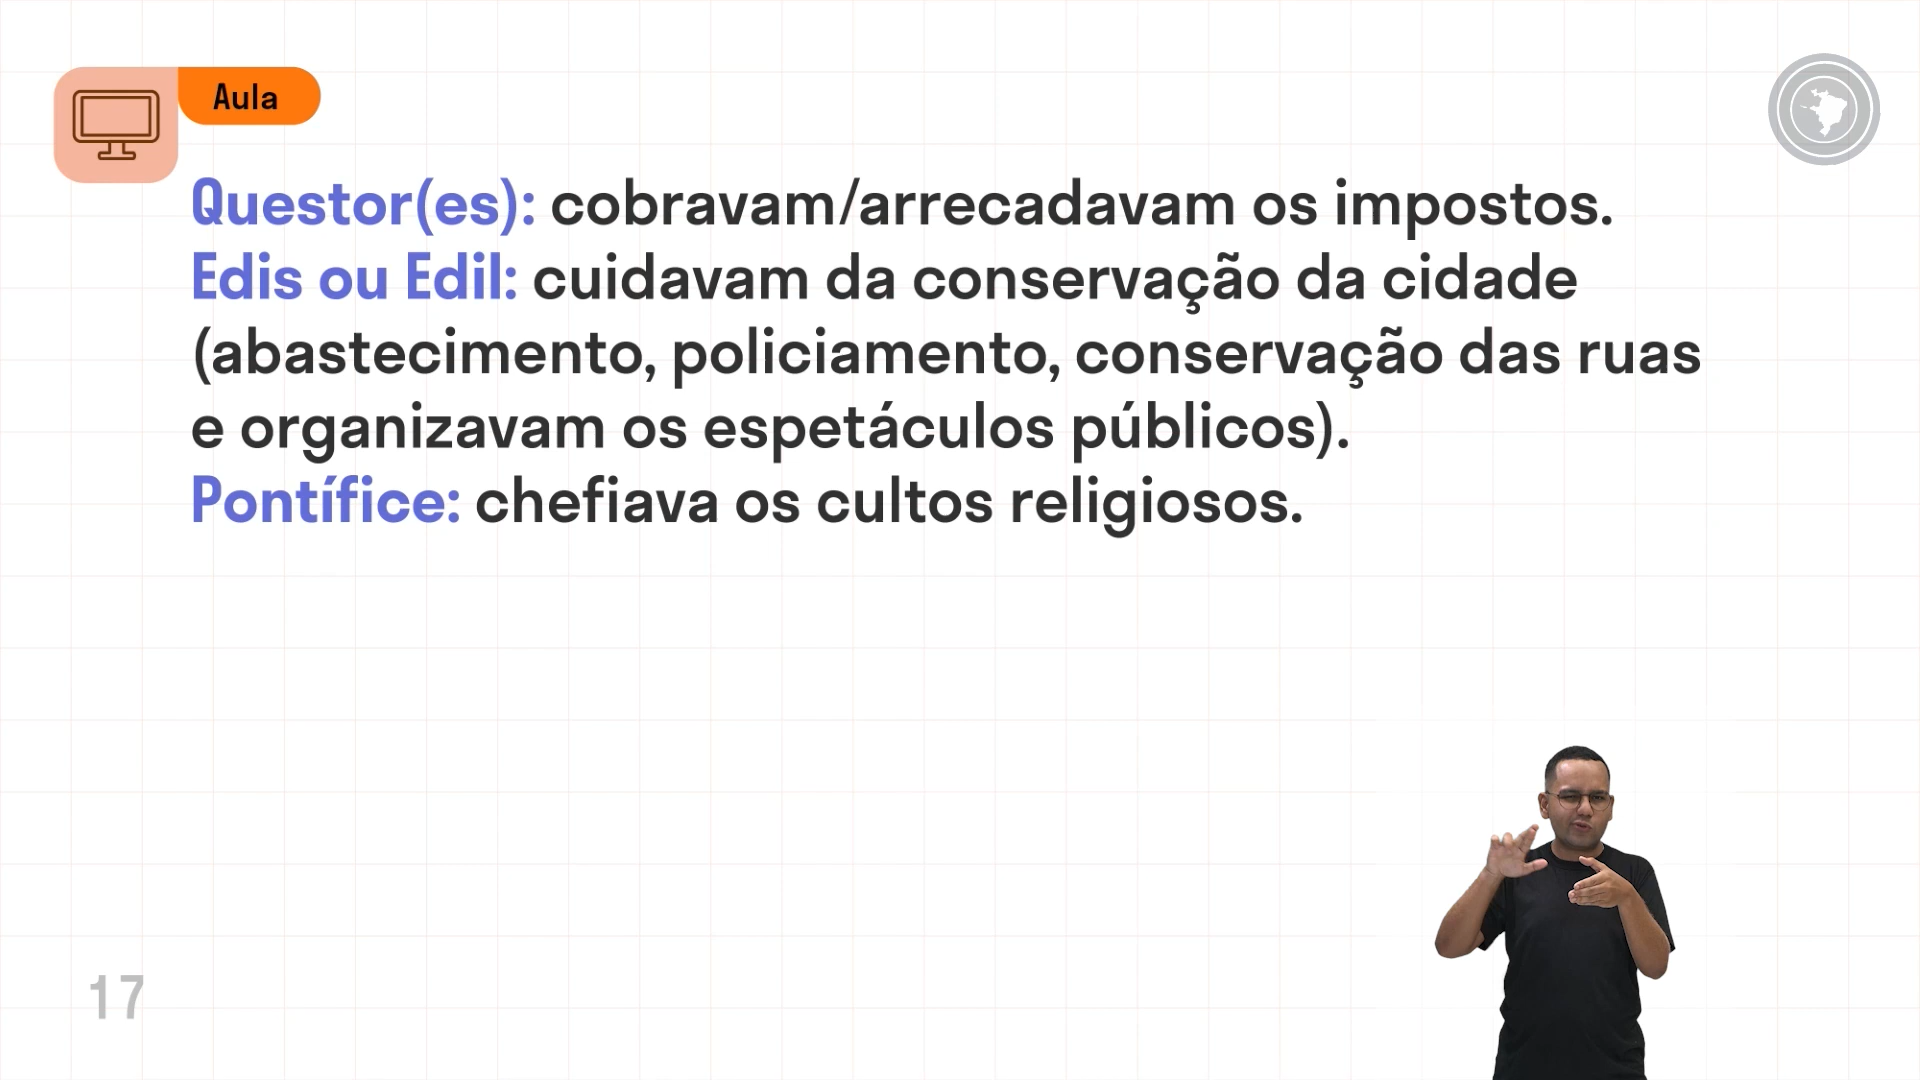 Aula
Questor(es): cobravam/arrecadavam os impostos.
Edis ou Edil: cuidavam da conservação da cidade
(abastecimento, policiamento, conservação das ruas
e organizavam os espetáculos públicos).
Pontífice: chefiava os cultos religiosos.
17